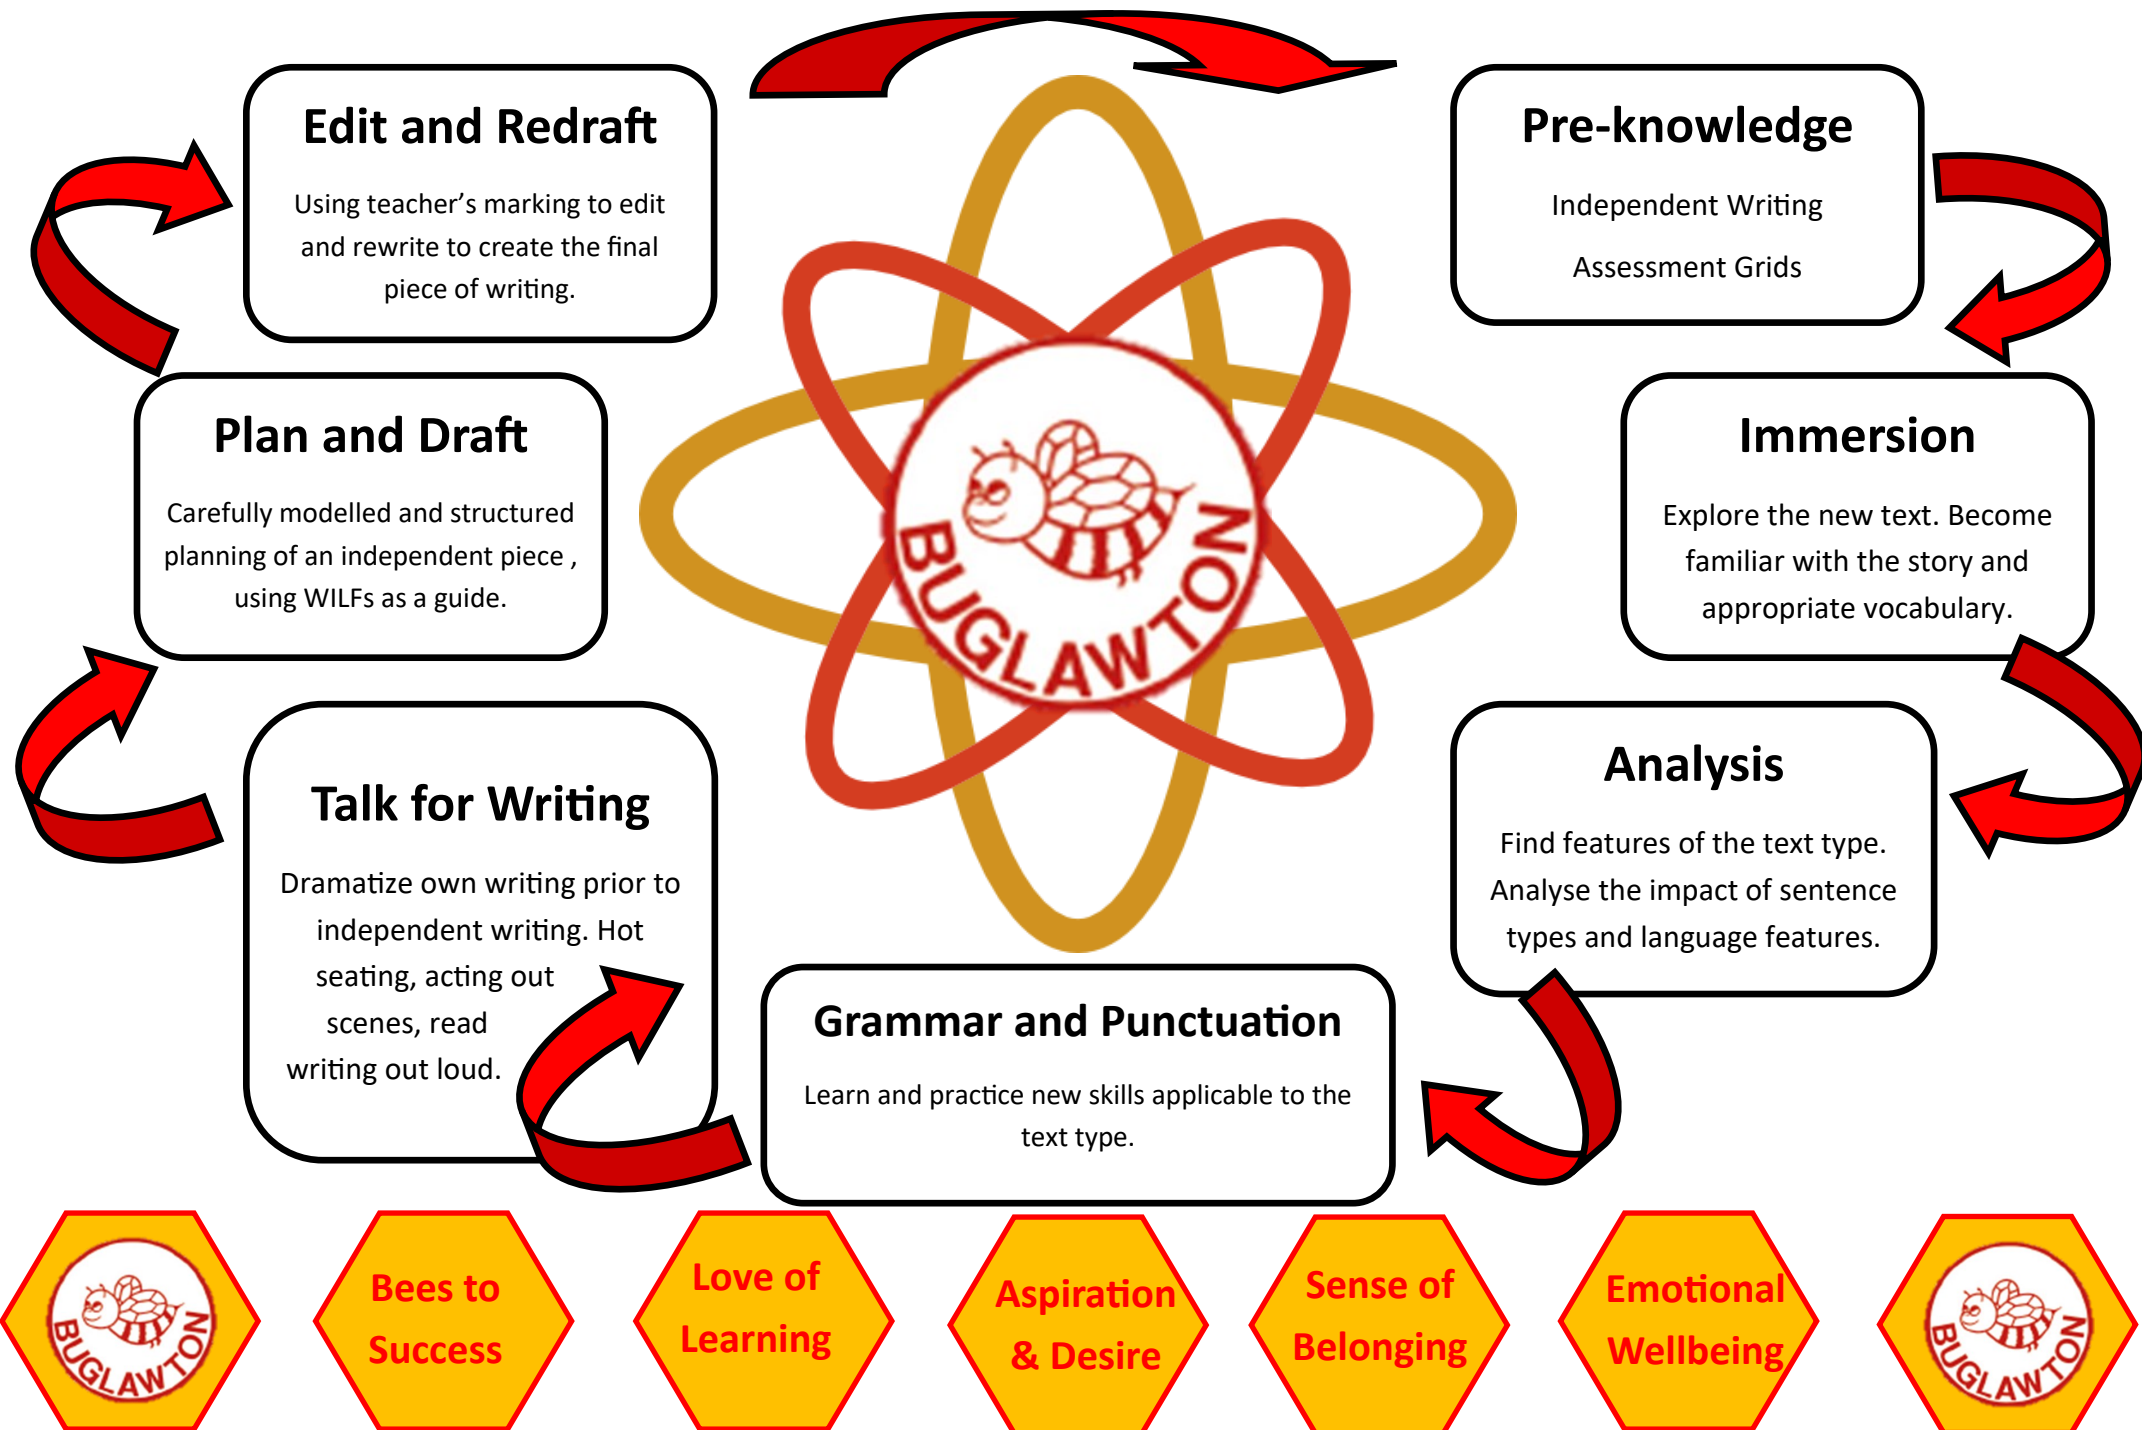 Edit and Redraft
Using teacher's marking to edit
and rewrite to create the final
piece of writing.
Pre-knowledge
Independent Writing
Assessment Grids
Plan and Draft
Carefully modelled and structured
planning of an independent piece ,
using WILFs as a guide.
Immersion
Explore the new text. Become
familiar with the story and
appropriate vocabulary.
BUGLAWTON
Talk for Writing
Dramatize own writing prior to
independent writing. Hot
seating, acting out
scenes, read
writing out loud.
Analysis
Find features of the text type.
Analyse the impact of sentence
types and language features.
Grammar and Punctuation
Learn and practice new skills applicable to the
text type.
BUGLAWTON
Bees to
Success
Love of
Learning
Aspiration
& Desire
Sense of
Belonging
Emotional
Wellbeing
BUGLAWTON